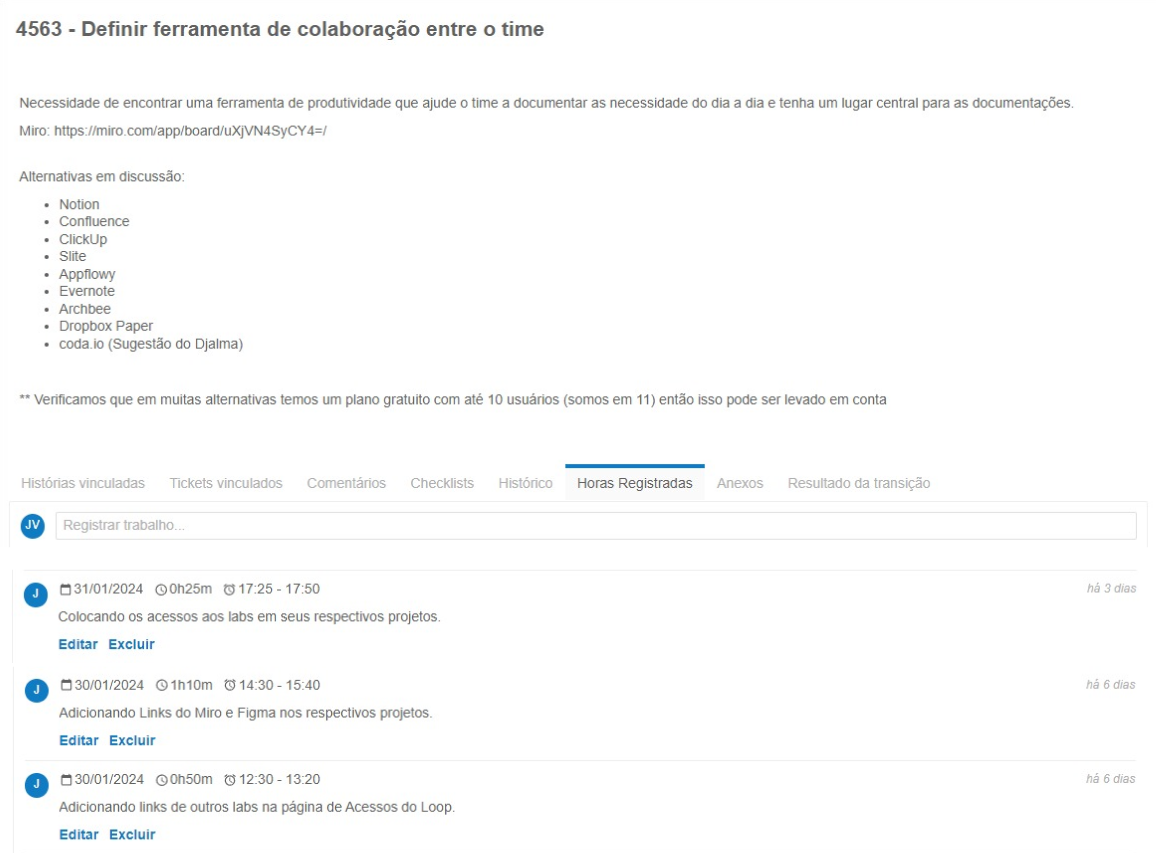 4563 - Definir ferramenta de colaboração entre o time
Necessidade de encontrar uma ferramenta de produtividade que ajude o time a documentar as necessidade do dia a dia e tenha um lugar central para as documentações.
Miro: https://miro.com/app/board/uXjVN4SyCY4=/
Alternativas em discussão:
• Notion
• Confluence
• ClickUp
• Slite
• Appflowy
• Evernote
• Archbee
• Dropbox Paper
• coda.io (Sugestão do Djalma)
** Verificamos que em muitas alternativas temos um plano gratuito com até 10 usuários (somos em 11) então isso pode ser levado em conta
Histórias vinculadas Tickets vinculados Comentários Checklists Histórico Horas Registradas Anexos Resultado da transição
JV Registrar trabalho...
J 31/01/2024 0h25m 17:25 - 17:50 há 3 dias
Colocando os acessos aos labs em seus respectivos projetos.
Editar Excluir
J 30/01/2024 1h10m 14:30 - 15:40 há 6 dias
Adicionando Links do Miro e Figma nos respectivos projetos.
Editar Excluir
J 30/01/2024 0h50m 12:30 - 13:20 há 6 dias
Adicionando links de outros labs na página de Acessos do Loop.
Editar Excluir